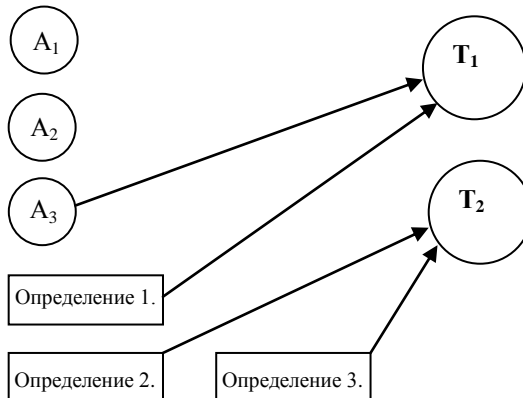 A₁
T₁
A₂
A₃
T₂
Определение 1.
Определение 2.
Определение 3.